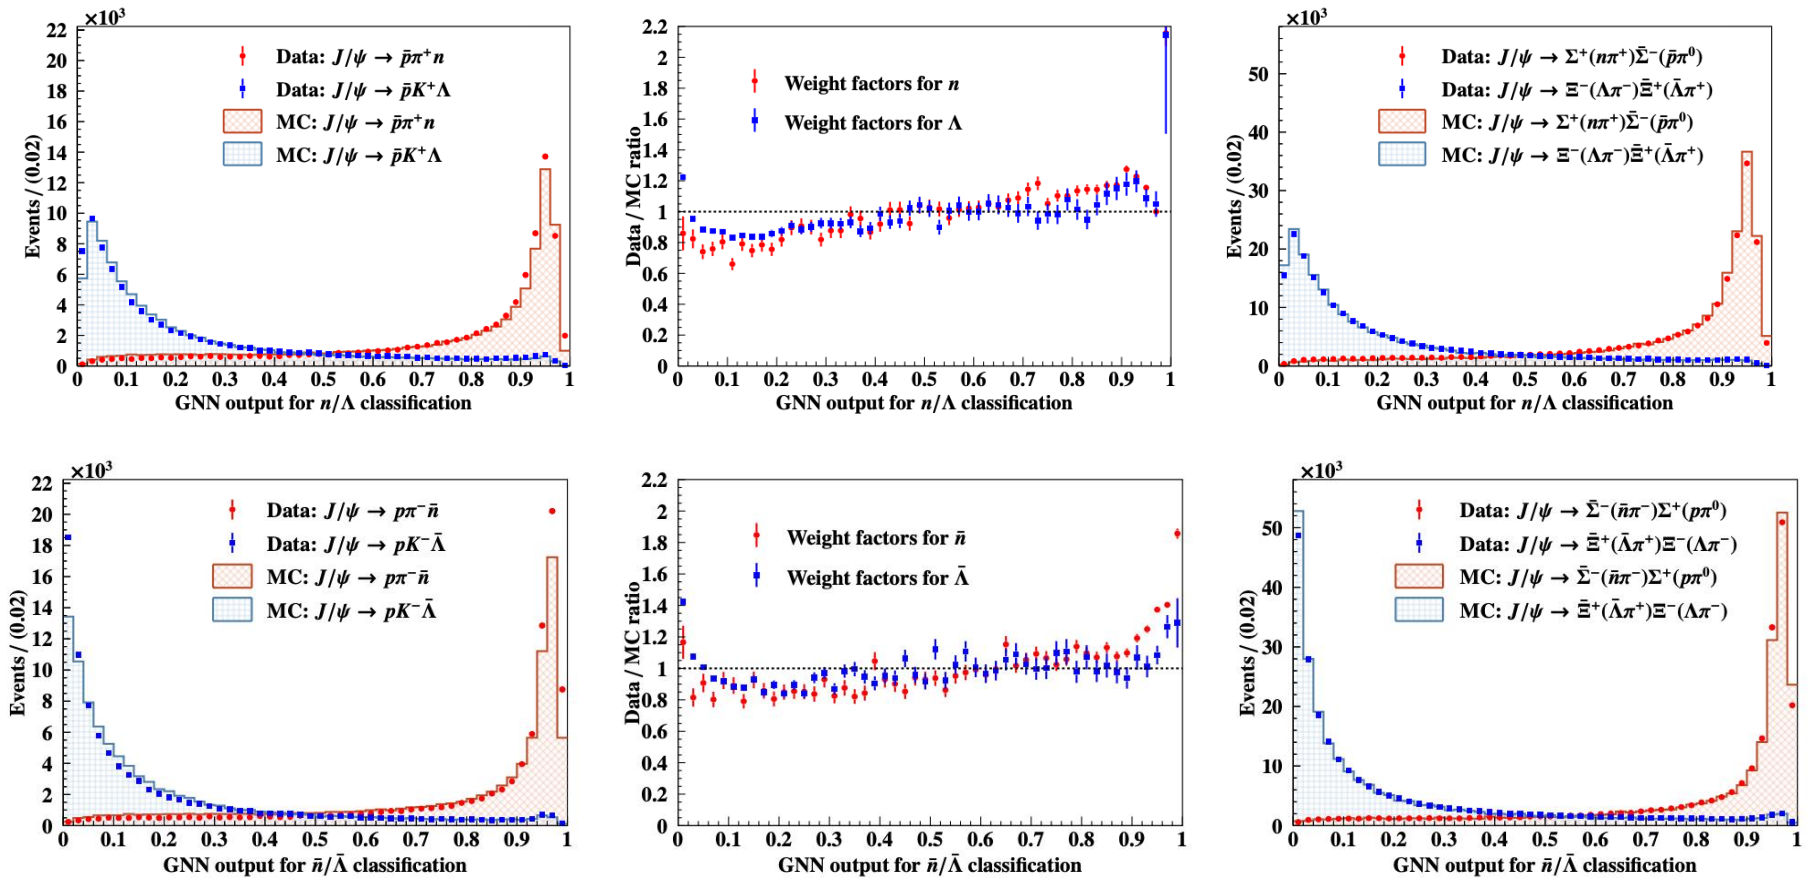 ×10³
22
20
18
16
14
12
10
8
6
4
2
0
Events / (0.02)
Data: J/ψ → p̄π⁺n
Data: J/ψ → p̄K⁺Λ
MC: J/ψ → p̄π⁺n
MC: J/ψ → p̄K⁺Λ
0 0.1 0.2 0.3 0.4 0.5 0.6 0.7 0.8 0.9 1
GNN output for n/Λ classification
2.2
2
1.8
1.6
1.4
1.2
1
0.8
0.6
0.4
0.2
0
Data / MC ratio
Weight factors for n
Weight factors for Λ
0 0.1 0.2 0.3 0.4 0.5 0.6 0.7 0.8 0.9 1
GNN output for n/Λ classification
×10³
50
40
30
20
10
0
Events / (0.02)
Data: J/ψ → Σ⁺(nπ⁺)Σ̄⁻(p̄π⁰)
Data: J/ψ → Ξ⁻(Λπ⁻)Ξ̄⁺(Λ̄π⁺)
MC: J/ψ → Σ⁺(nπ⁺)Σ̄⁻(p̄π⁰)
MC: J/ψ → Ξ⁻(Λπ⁻)Ξ̄⁺(Λ̄π⁺)
0 0.1 0.2 0.3 0.4 0.5 0.6 0.7 0.8 0.9 1
GNN output for n/Λ classification
×10³
22
20
18
16
14
12
10
8
6
4
2
0
Events / (0.02)
Data: J/ψ → pπ⁻n̄
Data: J/ψ → pK⁻Λ̄
MC: J/ψ → pπ⁻n̄
MC: J/ψ → pK⁻Λ̄
0 0.1 0.2 0.3 0.4 0.5 0.6 0.7 0.8 0.9 1
GNN output for n̄/Λ̄ classification
2.2
2
1.8
1.6
1.4
1.2
1
0.8
0.6
0.4
0.2
0
Data / MC ratio
Weight factors for n̄
Weight factors for Λ̄
0 0.1 0.2 0.3 0.4 0.5 0.6 0.7 0.8 0.9 1
GNN output for n̄/Λ̄ classification
×10³
50
40
30
20
10
0
Events / (0.02)
Data: J/ψ → Σ̄⁻(n̄π⁻)Σ⁺(pπ⁰)
Data: J/ψ → Ξ̄⁺(Λ̄π⁺)Ξ⁻(Λπ⁻)
MC: J/ψ → Σ̄⁻(n̄π⁻)Σ⁺(pπ⁰)
MC: J/ψ → Ξ̄⁺(Λ̄π⁺)Ξ⁻(Λπ⁻)
0 0.1 0.2 0.3 0.4 0.5 0.6 0.7 0.8 0.9 1
GNN output for n̄/Λ̄ classification